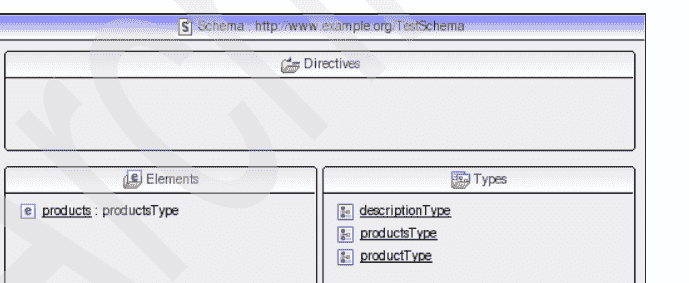 Schema : http://www.example.org/TestSchema
Directives
Elements
products : productsType
Types
descriptionType
productsType
productType